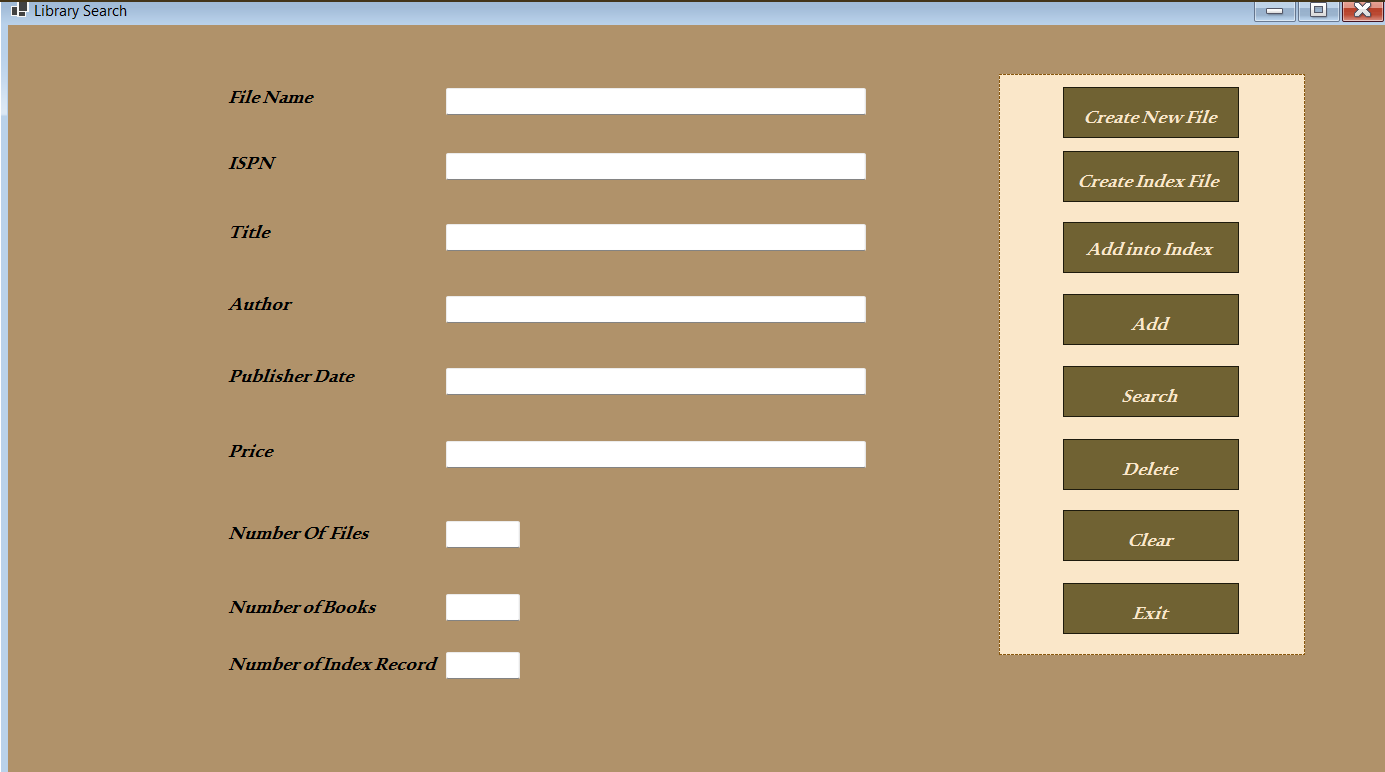 Library Search
File Name
ISPN
Title
Author
Publisher Date
Price
Number Of Files
Number of Books
Number of Index Record
Create New File
Create Index File
Add into Index
Add
Search
Delete
Clear
Exit